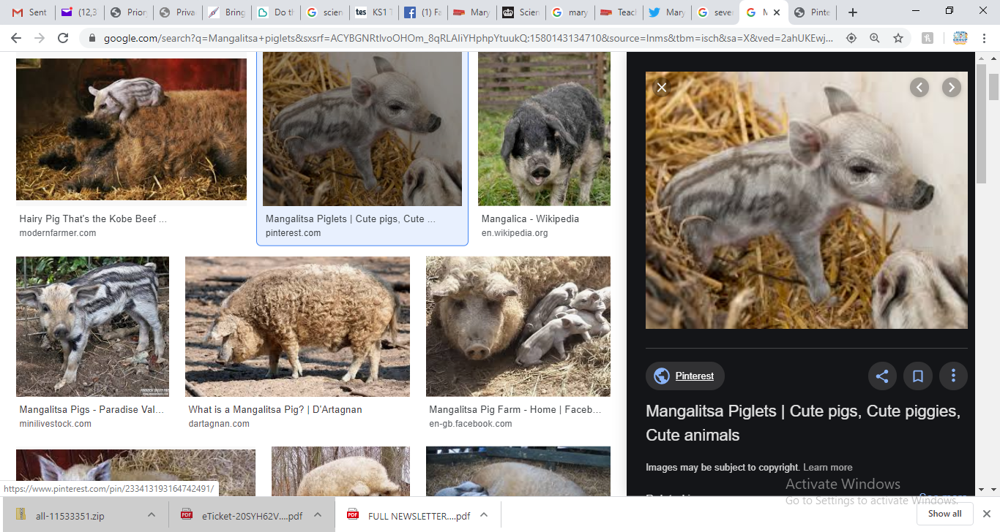 Sent
(12,3
Prior
Priva
Bring
Do th
scien
tes KS1 T
(1) Fa
Mary
Scien
mary
Teach
Mary
seve
M
Pinte
google.com/search?q=Mangalitsa+piglets&sxsrf=ACYBGNRtIvoOHOm_8qRLAIiYHphpYtuukQ:1580143134710&source=lnms&tbm=isch&sa=X&ved=2ahUKEwj...
Hairy Pig That's the Kobe Beef ...
modernfarmer.com
Mangalitsa Piglets | Cute pigs, Cute ...
pinterest.com
Mangalica - Wikipedia
en.wikipedia.org
Mangalitsa Pigs - Paradise Val...
minilivestock.com
What is a Mangalitsa Pig? | D'Artagnan
dartagnan.com
Mangalitsa Pig Farm - Home | Faceb...
en-gb.facebook.com
Pinterest
Mangalitsa Piglets | Cute pigs, Cute piggies,
Cute animals
Images may be subject to copyright. Learn more
Activate Windows
Go to Settings to activate Windows.
https://www.pinterest.com/pin/233413193164742491/
all-11533351.zip
PDF
eTicket-20SYH62V....pdf
PDF
FULL NEWSLETTER....pdf
Show all